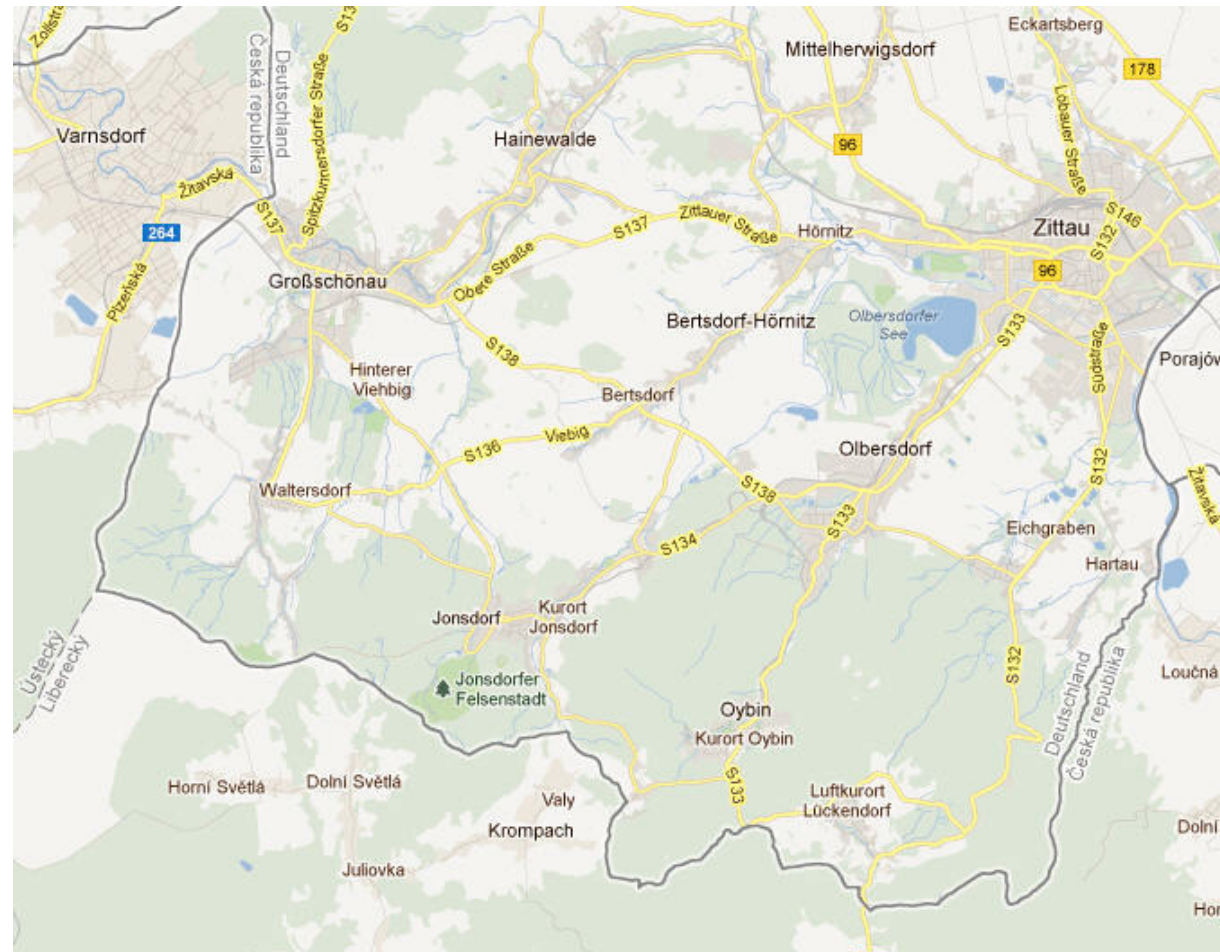 Zollstra
S13
Eckartsberg
Mittelherwigsdorf
178
Deutschland
Česká republika
Spitzkunnersdorfer Straße
Löbauer Straße
Varnsdorf
Hainewalde
96
Žitavská
S137
S146
S137
Zittauer Straße
Hörnitz
Zittau
S132
264
Plzeňská
Großschönau
Obere Straße
96
Olbersdorfer
See
Bertsdorf-Hörnitz
S133
Südstraße
Porajów
S138
Hinterer
Viehbig
Bertsdorf
S136
Viebig
Olbersdorf
S132
Waltersdorf
S138
S133
Žitavská
Eichgraben
S134
Hartau
Jonsdorf
Kurort
Jonsdorf
Ústecký
Liberecký
S132
Deutschland
Česká republika
Loučná
Jonsdorfer
Felsenstadt
Oybin
Kurort Oybin
S133
Horní Světlá
Dolní Světlá
Valy
Luftkurort
Lückendorf
Krompach
Dolní
Juliovka
Hor